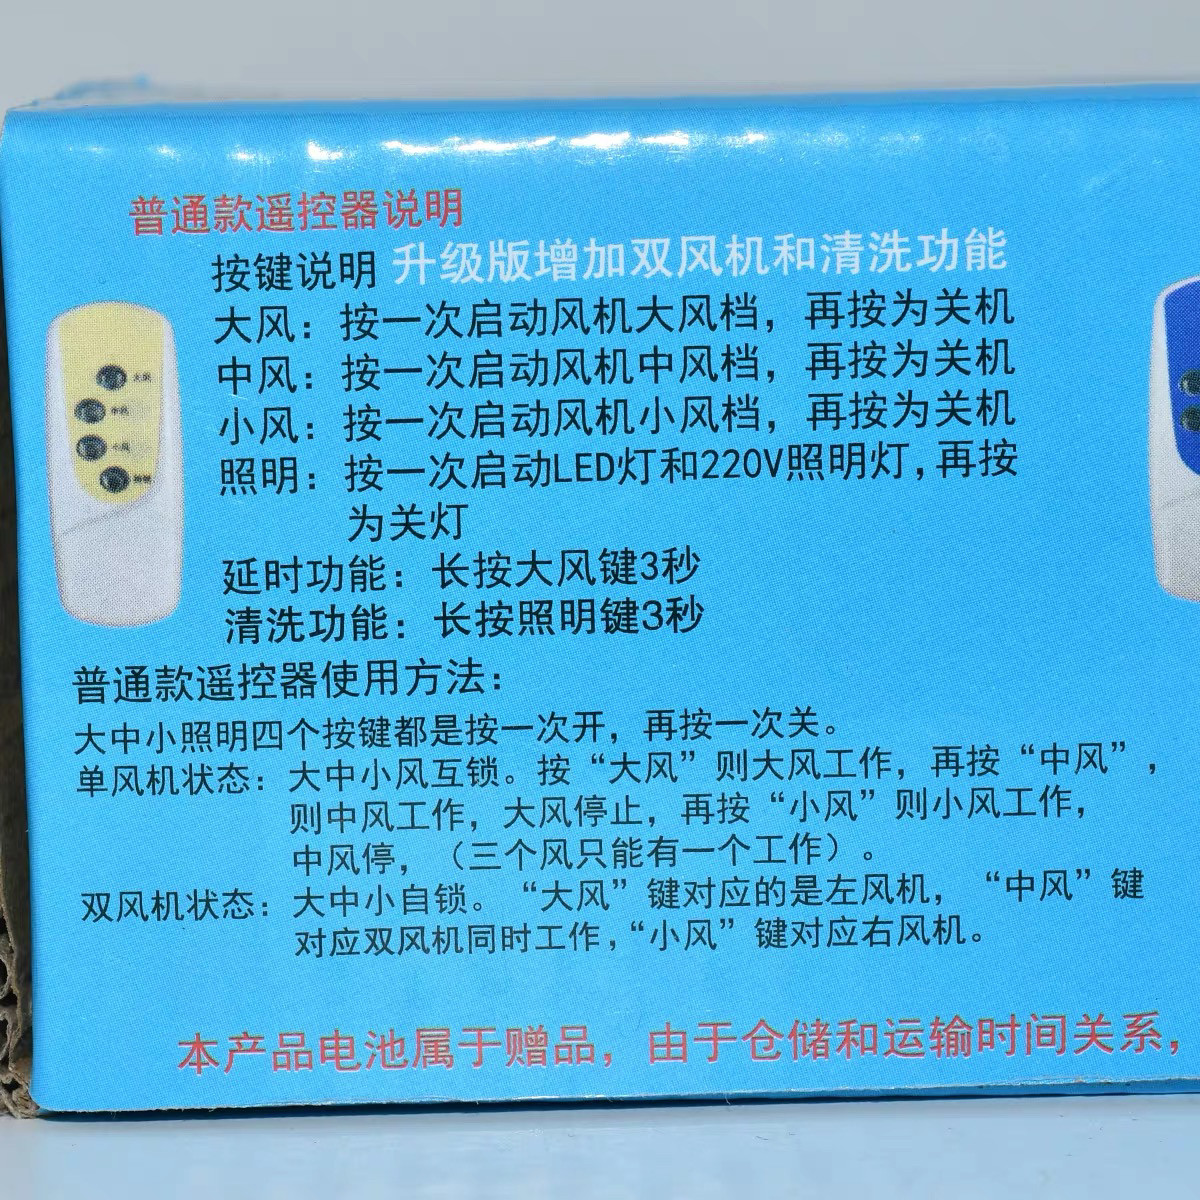 普通款遥控器说明
按键说明 升级版增加双风机和清洗功能
大风：按一次启动风机大风档，再按为关机
中风：按一次启动风机中风档，再按为关机
小风：按一次启动风机小风档，再按为关机
照明：按一次启动LED灯和220V照明灯,再按
为关灯
延时功能：长按大风键3秒
清洗功能：长按照明键3秒
大风
中风
小风
照明
普通款遥控器使用方法：
大中小照明四个按键都是按一次开，再按一次关。
单风机状态：大中小风互锁。按“大风”则大风工作，再按“中风”，
则中风工作，大风停止，再按“小风”则小风工作，
中风停，（三个风只能有一个工作）。
双风机状态：大中小自锁。“大风”键对应的是左风机，“中风”键
对应双风机同时工作,“小风”键对应右风机。
本产品电池属于赠品，由于仓储和运输时间关系，